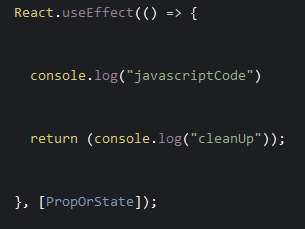 React.useEffect(() => {
console.log("javascriptCode")
return (console.log("cleanUp"));
}, [PropOrState]);